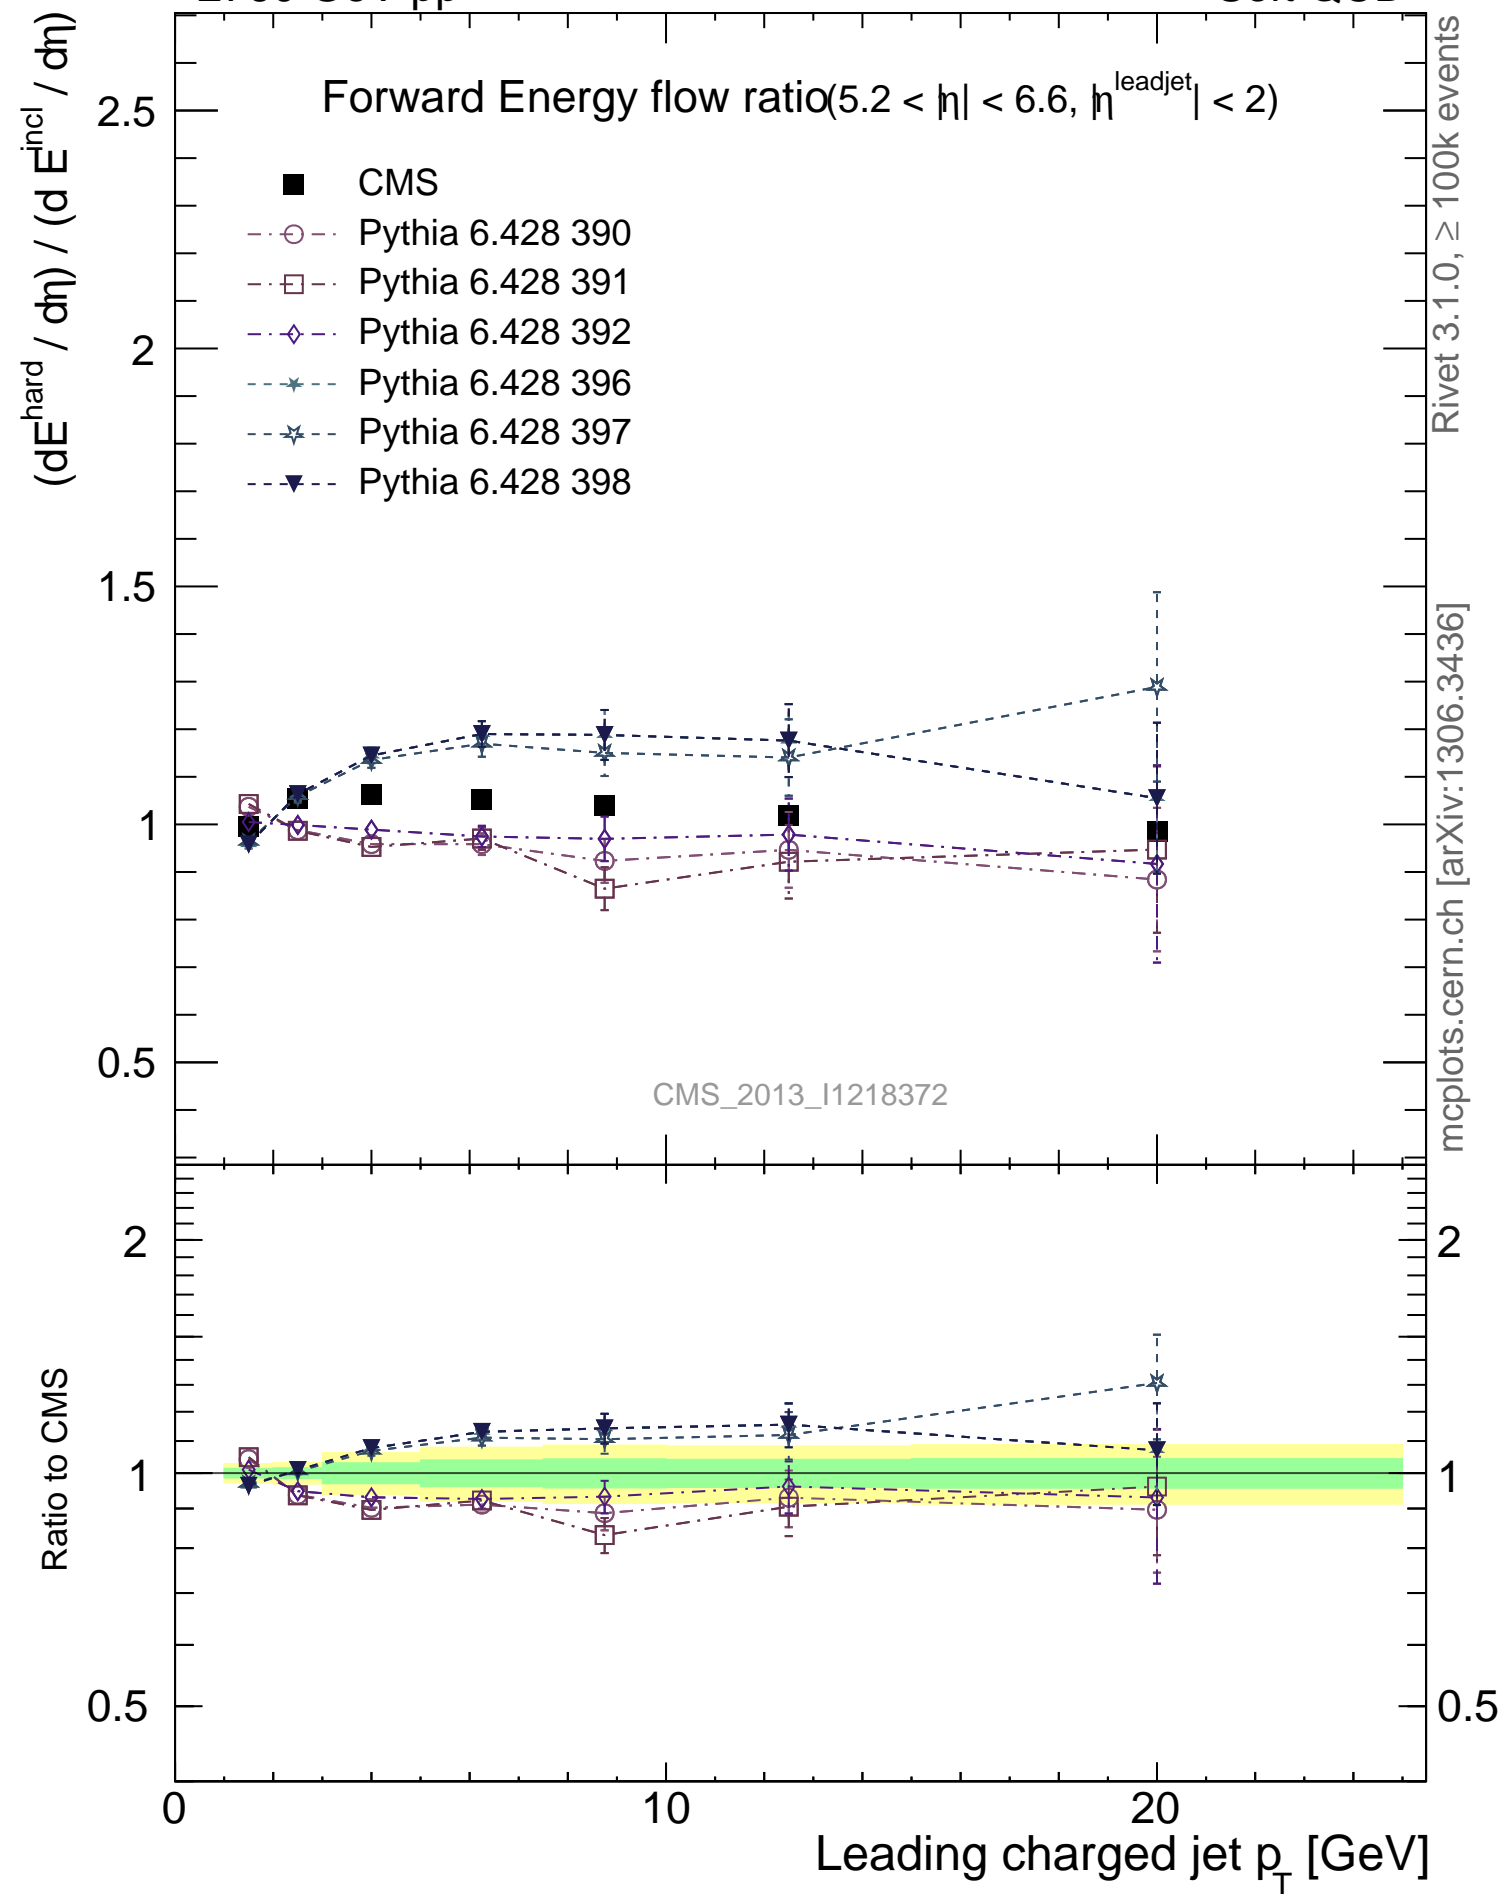 Forward Energy flow ratio(5.2 < |η| < 6.6, |η^leadjet| < 2)
(dE^hard / dη) / (d E^incl / dη)
2.5
2
1.5
1
0.5
CMS
Pythia 6.428 390
Pythia 6.428 391
Pythia 6.428 392
Pythia 6.428 396
Pythia 6.428 397
Pythia 6.428 398
CMS_2013_I1218372
Rivet 3.1.0, ≥ 100k events
mcplots.cern.ch [arXiv:1306.3436]
Ratio to CMS
2
1
0.5
2
1
0.5
0
10
20
Leading charged jet p_T [GeV]